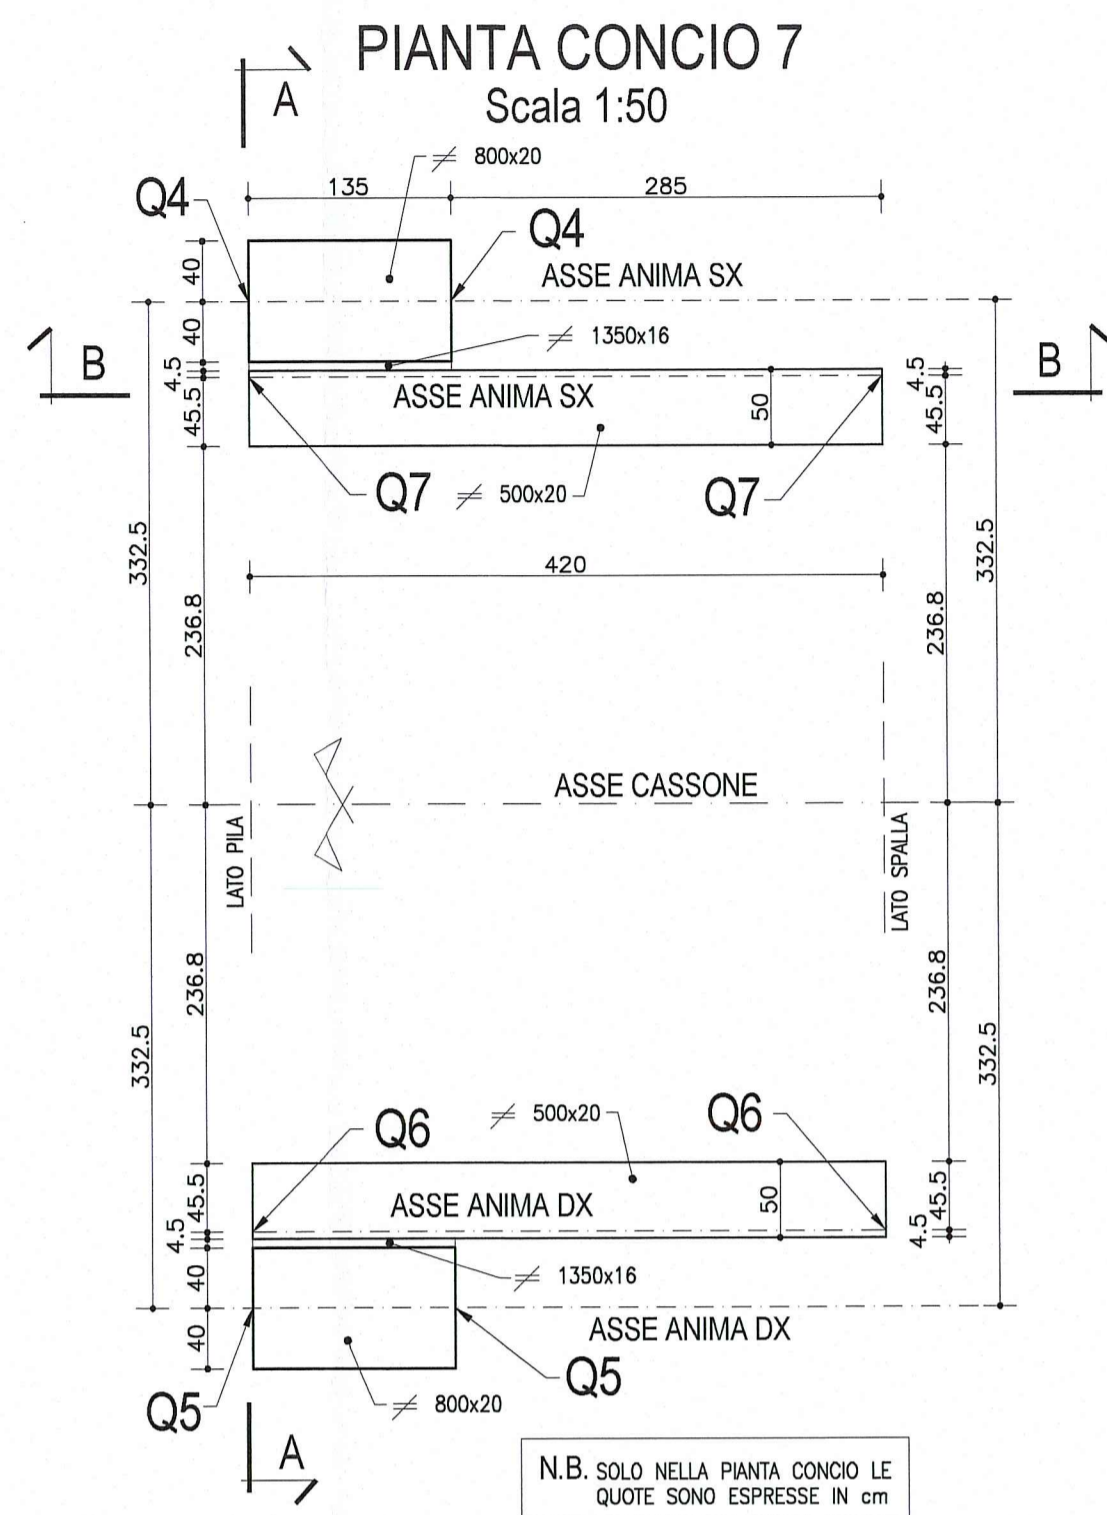 PIANTA CONCIO 7
Scala 1:50
A
800x20
135
285
Q4
Q4
40
ASSE ANIMA SX
40
1350x16
B
B
4.5
4.5
ASSE ANIMA SX
45.5
50
45.5
Q7
500x20
Q7
332.5
332.5
420
236.8
236.8
ASSE CASSONE
LATO PILA
LATO SPALLA
236.8
236.8
332.5
332.5
Q6
500x20
Q6
45.5
ASSE ANIMA DX
50
45.5
4.5
4.5
40
1350x16
40
ASSE ANIMA DX
Q5
Q5
800x20
A
N.B. SOLO NELLA PIANTA CONCIO LE
QUOTE SONO ESPRESSE IN cm